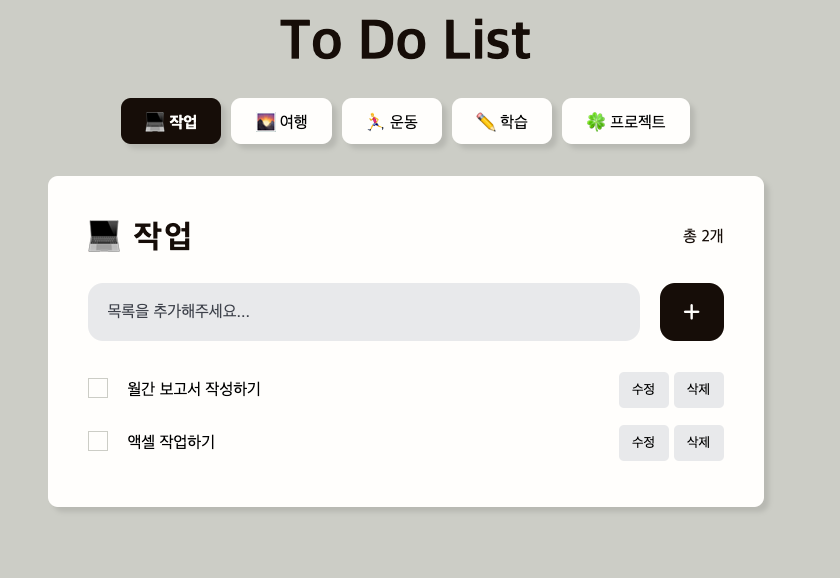 To Do List
작업 여행 운동 학습 프로젝트
작업
총 2개
목록을 추가해주세요...
+
월간 보고서 작성하기 수정 삭제
액셀 작업하기 수정 삭제